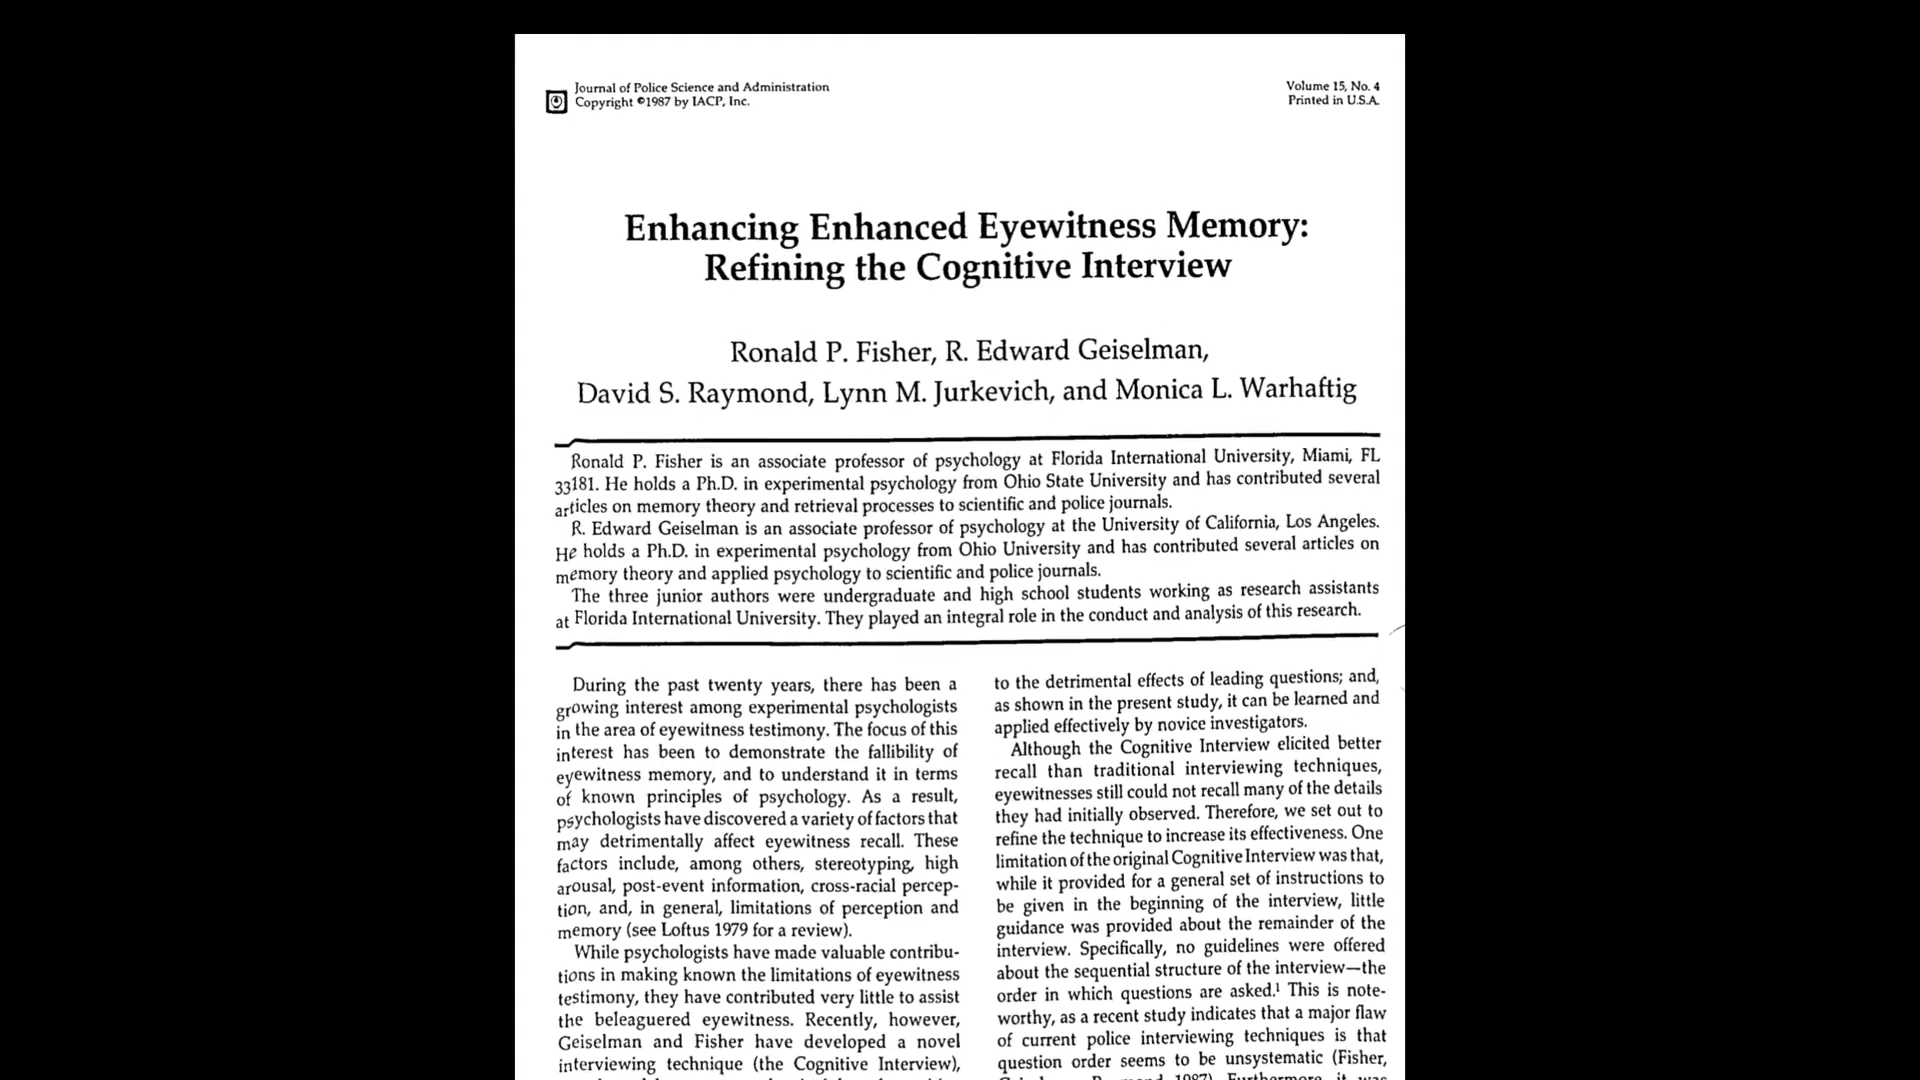 Journal of Police Science and Administration
Copyright ©1987 by IACP, Inc.
Volume 15, No. 4
Printed in U.S.A.
Enhancing Enhanced Eyewitness Memory:
Refining the Cognitive Interview
Ronald P. Fisher, R. Edward Geiselman,
David S. Raymond, Lynn M. Jurkevich, and Monica L. Warhaftig
Ronald P. Fisher is an associate professor of psychology at Florida International University, Miami, FL
33181. He holds a Ph.D. in experimental psychology from Ohio State University and has contributed several
articles on memory theory and retrieval processes to scientific and police journals.
R. Edward Geiselman is an associate professor of psychology at the University of California, Los Angeles.
He holds a Ph.D. in experimental psychology from Ohio University and has contributed several articles on
memory theory and applied psychology to scientific and police journals.
The three junior authors were undergraduate and high school students working as research assistants
at Florida International University. They played an integral role in the conduct and analysis of this research.
During the past twenty years, there has been a
growing interest among experimental psychologists
in the area of eyewitness testimony. The focus of this
interest has been to demonstrate the fallibility of
eyewitness memory, and to understand it in terms
of known principles of psychology. As a result,
psychologists have discovered a variety of factors that
may detrimentally affect eyewitness recall. These
factors include, among others, stereotyping, high
arousal, post-event information, cross-racial percep-
tion, and, in general, limitations of perception and
memory (see Loftus 1979 for a review).
While psychologists have made valuable contribu-
tions in making known the limitations of eyewitness
testimony, they have contributed very little to assist
the beleaguered eyewitness. Recently, however,
Geiselman and Fisher have developed a novel
interviewing technique (the Cognitive Interview),
to the detrimental effects of leading questions; and,
as shown in the present study, it can be learned and
applied effectively by novice investigators.
Although the Cognitive Interview elicited better
recall than traditional interviewing techniques,
eyewitnesses still could not recall many of the details
they had initially observed. Therefore, we set out to
refine the technique to increase its effectiveness. One
limitation of the original Cognitive Interview was that,
while it provided for a general set of instructions to
be given in the beginning of the interview, little
guidance was provided about the remainder of the
interview. Specifically, no guidelines were offered
about the sequential structure of the interview—the
order in which questions are asked.¹ This is note-
worthy, as a recent study indicates that a major flaw
of current police interviewing techniques is that
question order seems to be unsystematic (Fisher,